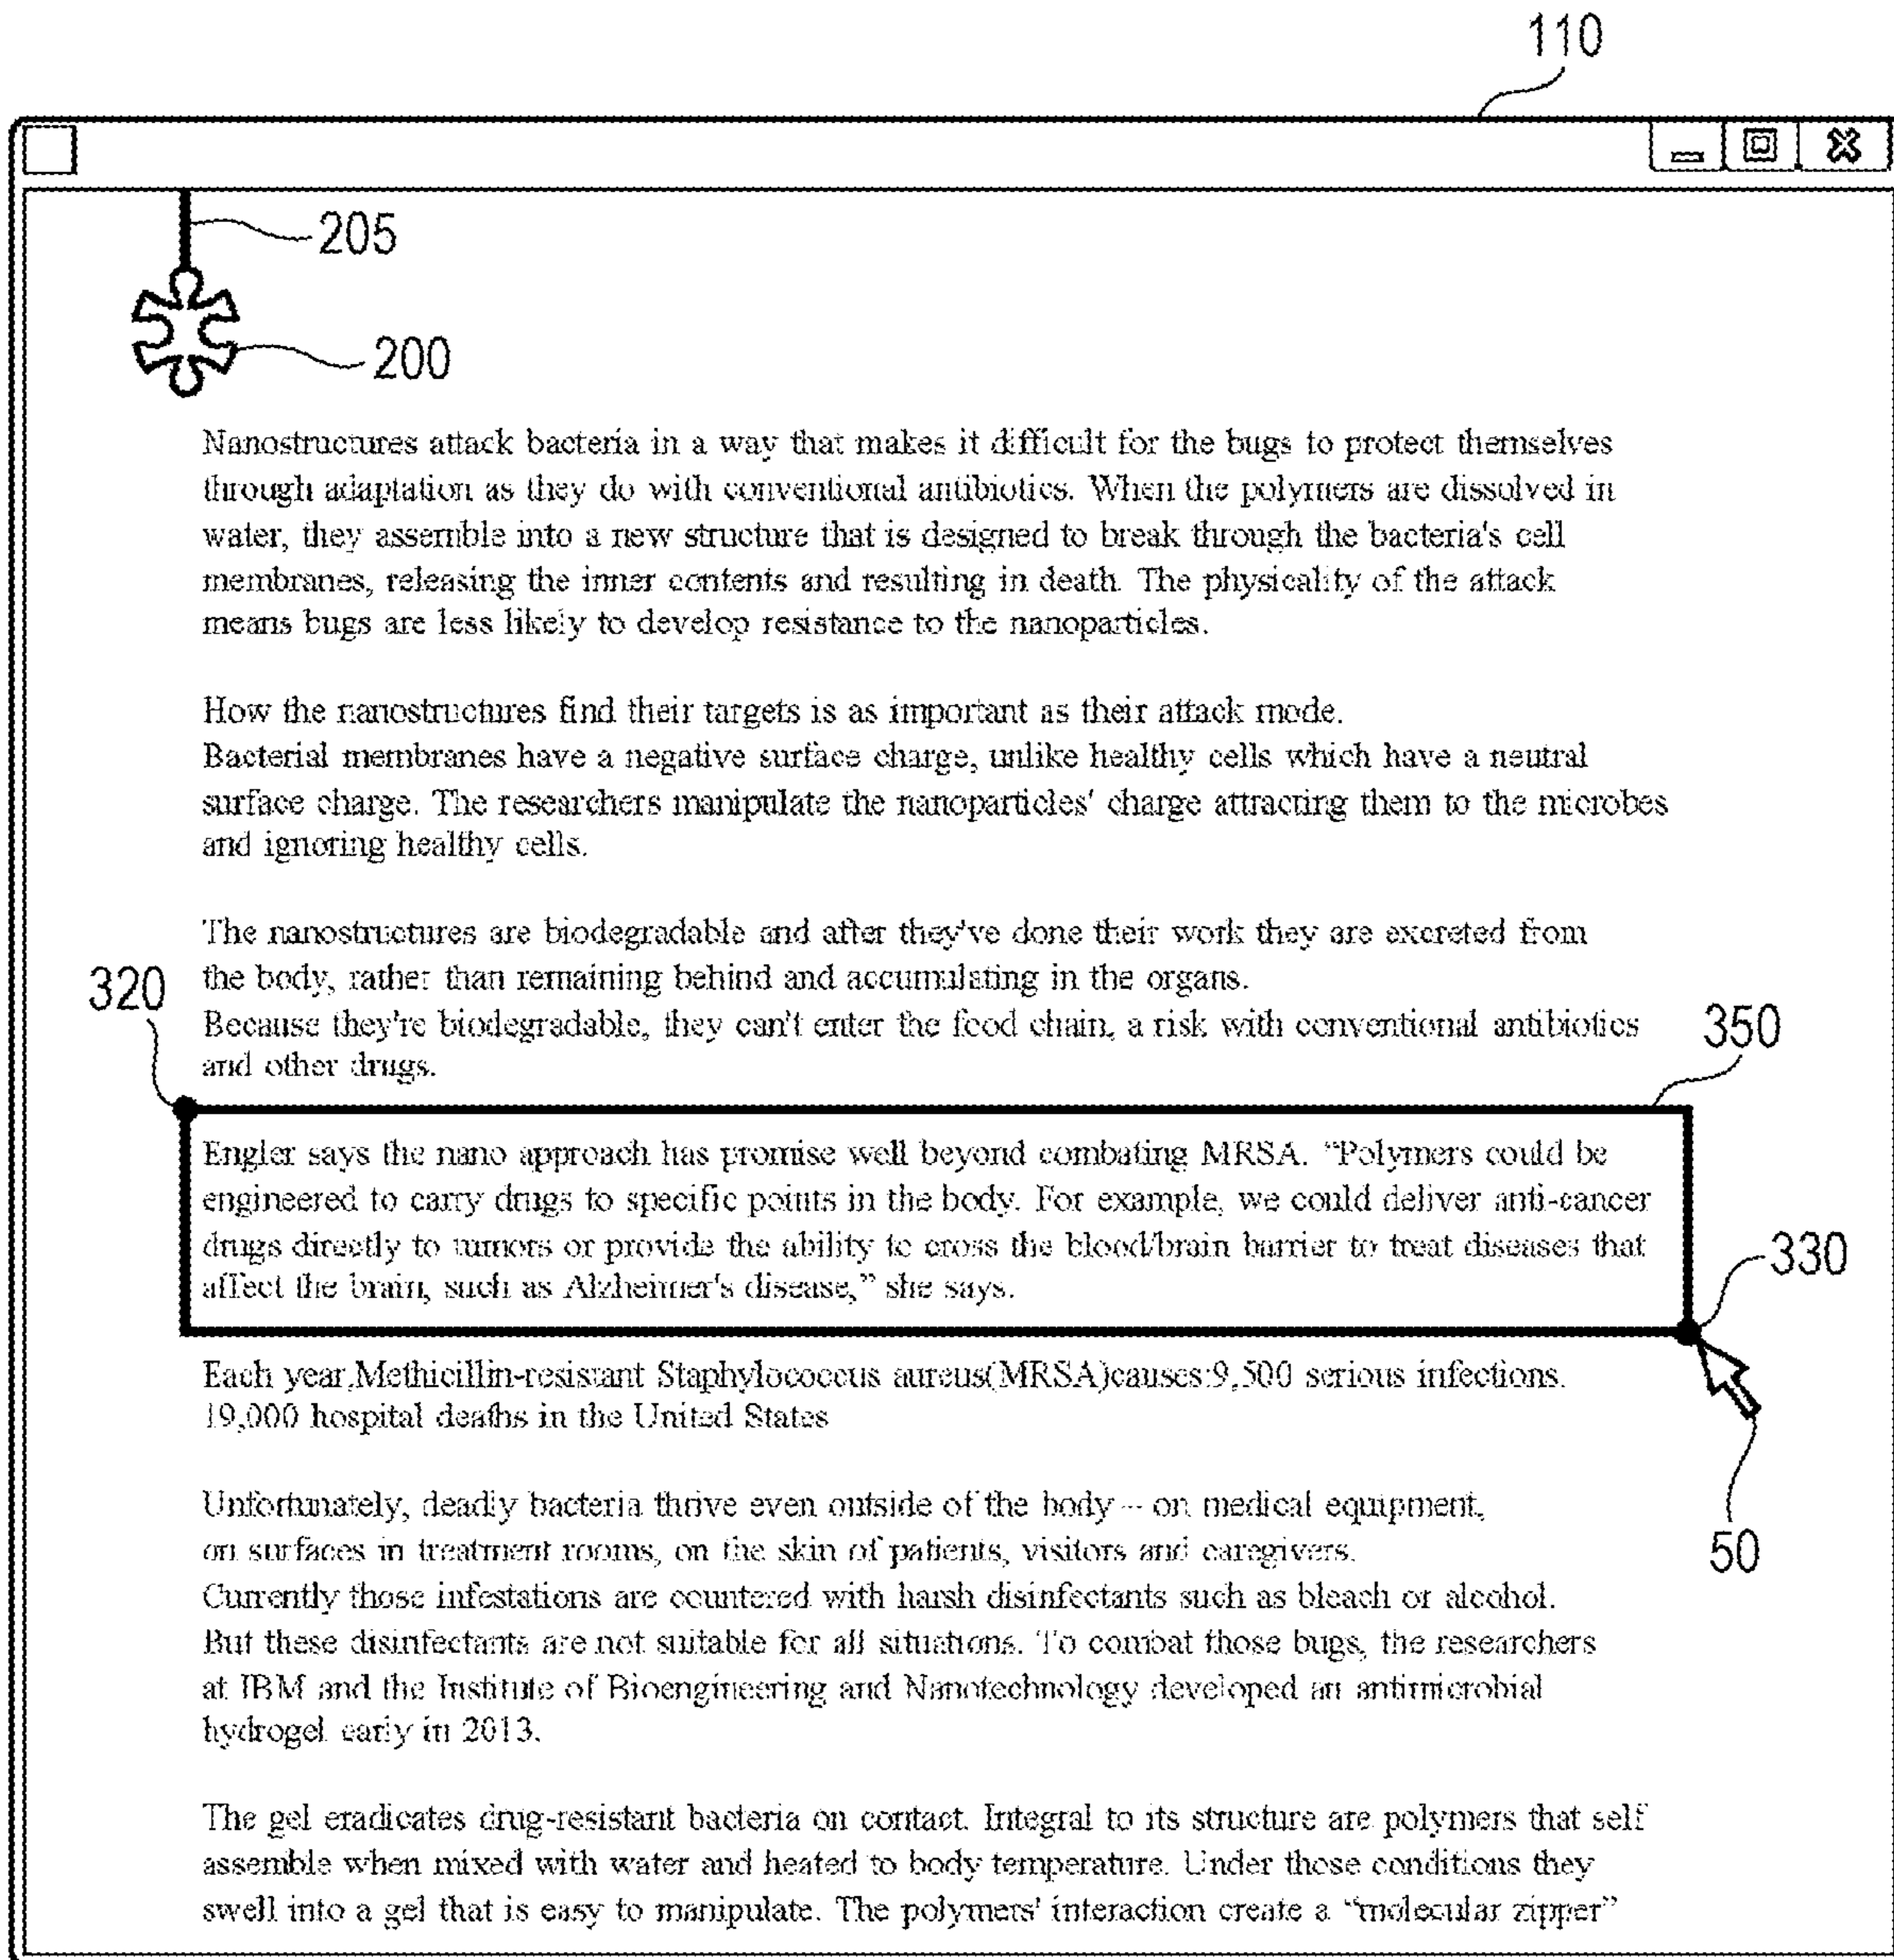 110
205
200
Nanostructures attack bacteria in a way that makes it difficult for the bugs to protect themselves
through adaptation as they do with conventional antibiotics. When the polymers are dissolved in
water, they assemble into a new structure that is designed to break through the bacteria's cell
membranes, releasing the inner contents and resulting in death. The physicality of the attack
means bugs are less likely to develop resistance to the nanoparticles.
How the nanostructures find their targets is as important as their attack mode.
Bacterial membranes have a negative surface charge, unlike healthy cells which have a neutral
surface charge. The researchers manipulate the nanoparticles' charge attracting them to the microbes
and ignoring healthy cells.
The nanostructures are biodegradable and after they've done their work they are excreted from
320
the body, rather than remaining behind and accumulating in the organs.
Because they're biodegradable, they can't enter the food chain, a risk with conventional antibiotics
350
and other drugs.
Engler says the nano approach has promise well beyond combating MRSA. “Polymers could be
engineered to carry drugs to specific points in the body. For example, we could deliver anti-cancer
drugs directly to tumors or provide the ability to cross the blood/brain barrier to treat diseases that
330
affect the brain, such as Alzheimer's disease,” she says.
Each year,Methicillin-resistant Staphylococcus aureus(MRSA)causes:9,500 serious infections.
19,000 hospital deaths in the United States
Unfortunately, deadly bacteria thrive even outside of the body -- on medical equipment,
on surfaces in treatment rooms, on the skin of patients, visitors and caregivers.
50
Currently those infestations are countered with harsh disinfectants such as bleach or alcohol.
But these disinfectants are not suitable for all situations. To combat those bugs, the researchers
at IBM and the Institute of Bioengineering and Nanotechnology developed an antimicrobial
hydrogel early in 2013.
The gel eradicates drug-resistant bacteria on contact. Integral to its structure are polymers that self
assemble when mixed with water and heated to body temperature. Under those conditions they
swell into a gel that is easy to manipulate. The polymers' interaction create a “molecular zipper”